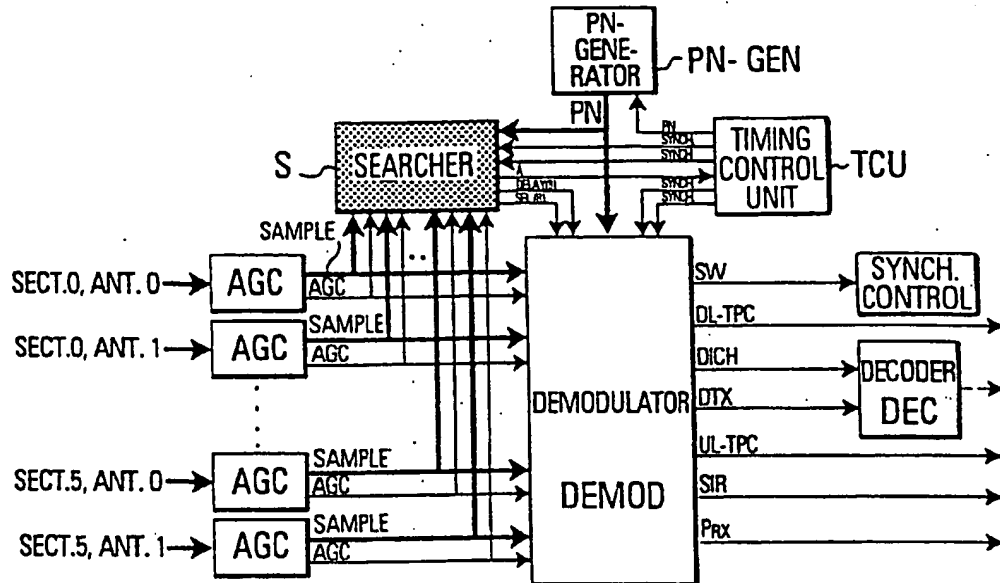 PN-
GENE-
RATOR
PN- GEN
PN
PN
SYNCH
SYNCH
A
S
SEARCHER
TIMING
CONTROL
UNIT
TCU
SYNCH
SYNCH
SAMPLE
..
SECT.0, ANT. 0
AGC
AGC
SAMPLE
SECT.0, ANT. 1
AGC
AGC
SAMPLE
SECT.5, ANT. 0
AGC
AGC
SAMPLE
SECT.5, ANT. 1
AGC
AGC
DEMODULATOR
DEMOD
SW
SYNCH.
CONTROL
DL-TPC
DICH
DTX
DECODER
DEC
UL-TPC
SIR
PRX